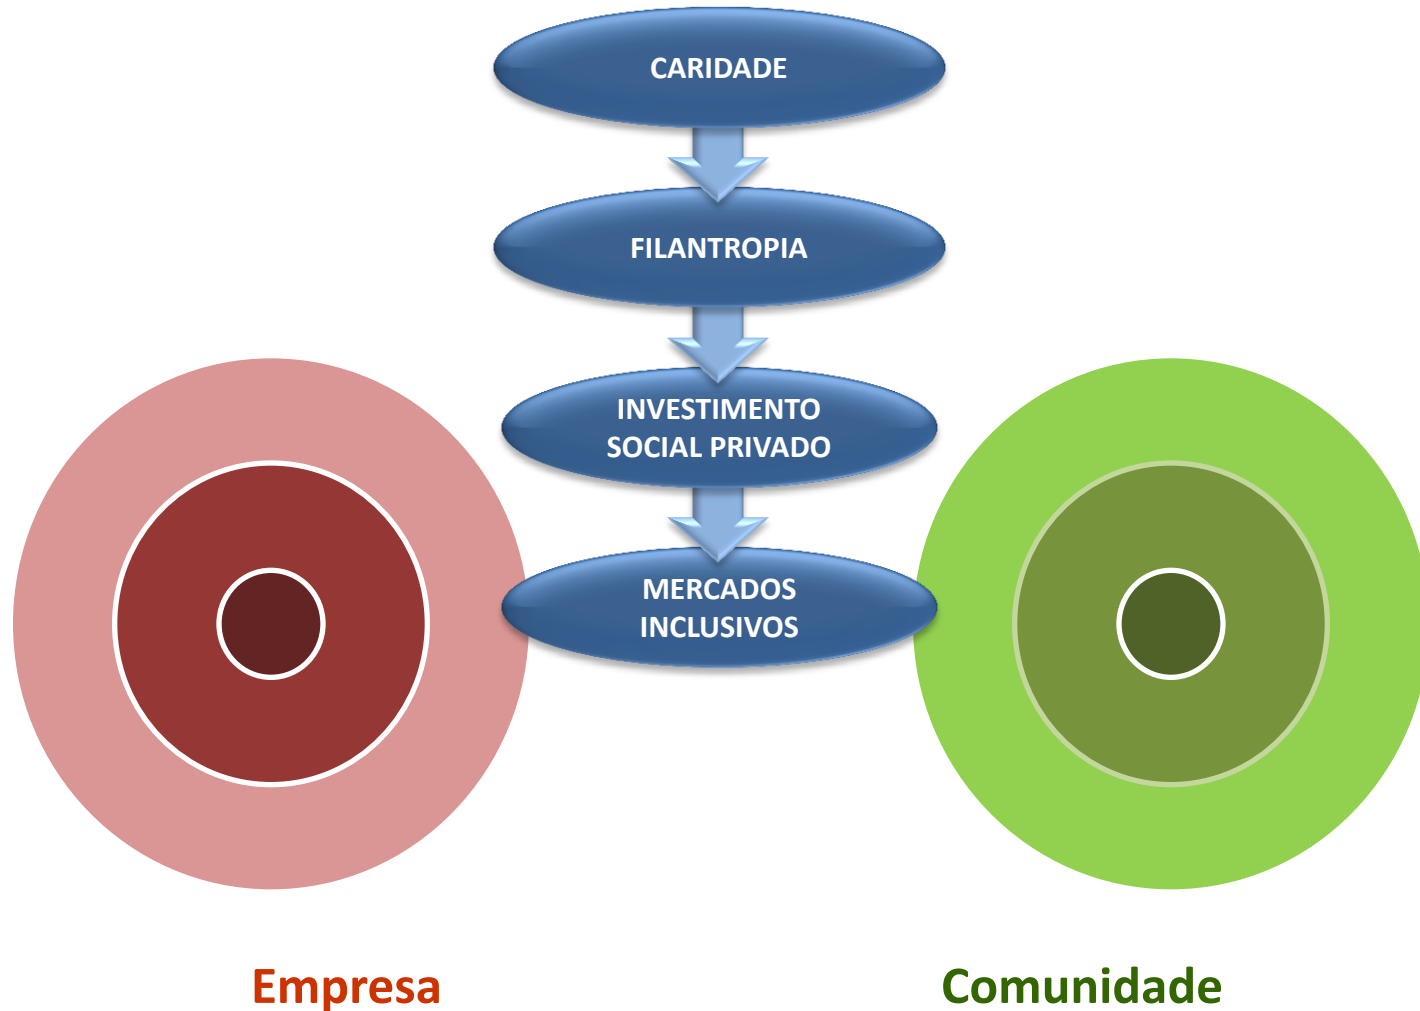 CARIDADE
FILANTROPIA
INVESTIMENTO
SOCIAL PRIVADO
MERCADOS
INCLUSIVOS
Empresa
Comunidade